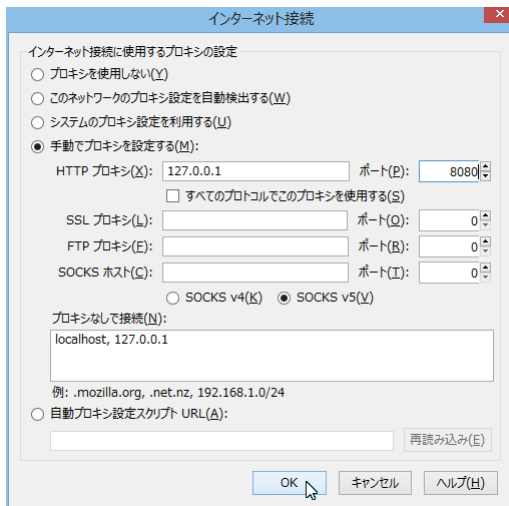 インターネット接続
インターネット接続に使用するプロキシの設定
プロキシを使用しない(Y)
このネットワークのプロキシ設定を自動検出する(W)
システムのプロキシ設定を利用する(U)
手動でプロキシを設定する(M):
HTTP プロキシ(X): 127.0.0.1 ポート(P): 8080
すべてのプロトコルでこのプロキシを使用する(S)
SSL プロキシ(L): ポート(O): 0
FTP プロキシ(F): ポート(R): 0
SOCKS ホスト(C): ポート(T): 0
SOCKS v4(K) SOCKS v5(V)
プロキシなしで接続(N):
localhost, 127.0.0.1
例: .mozilla.org, .net.nz, 192.168.1.0/24
自動プロキシ設定スクリプト URL(A):
再読み込み(E)
OK キャンセル ヘルプ(H)